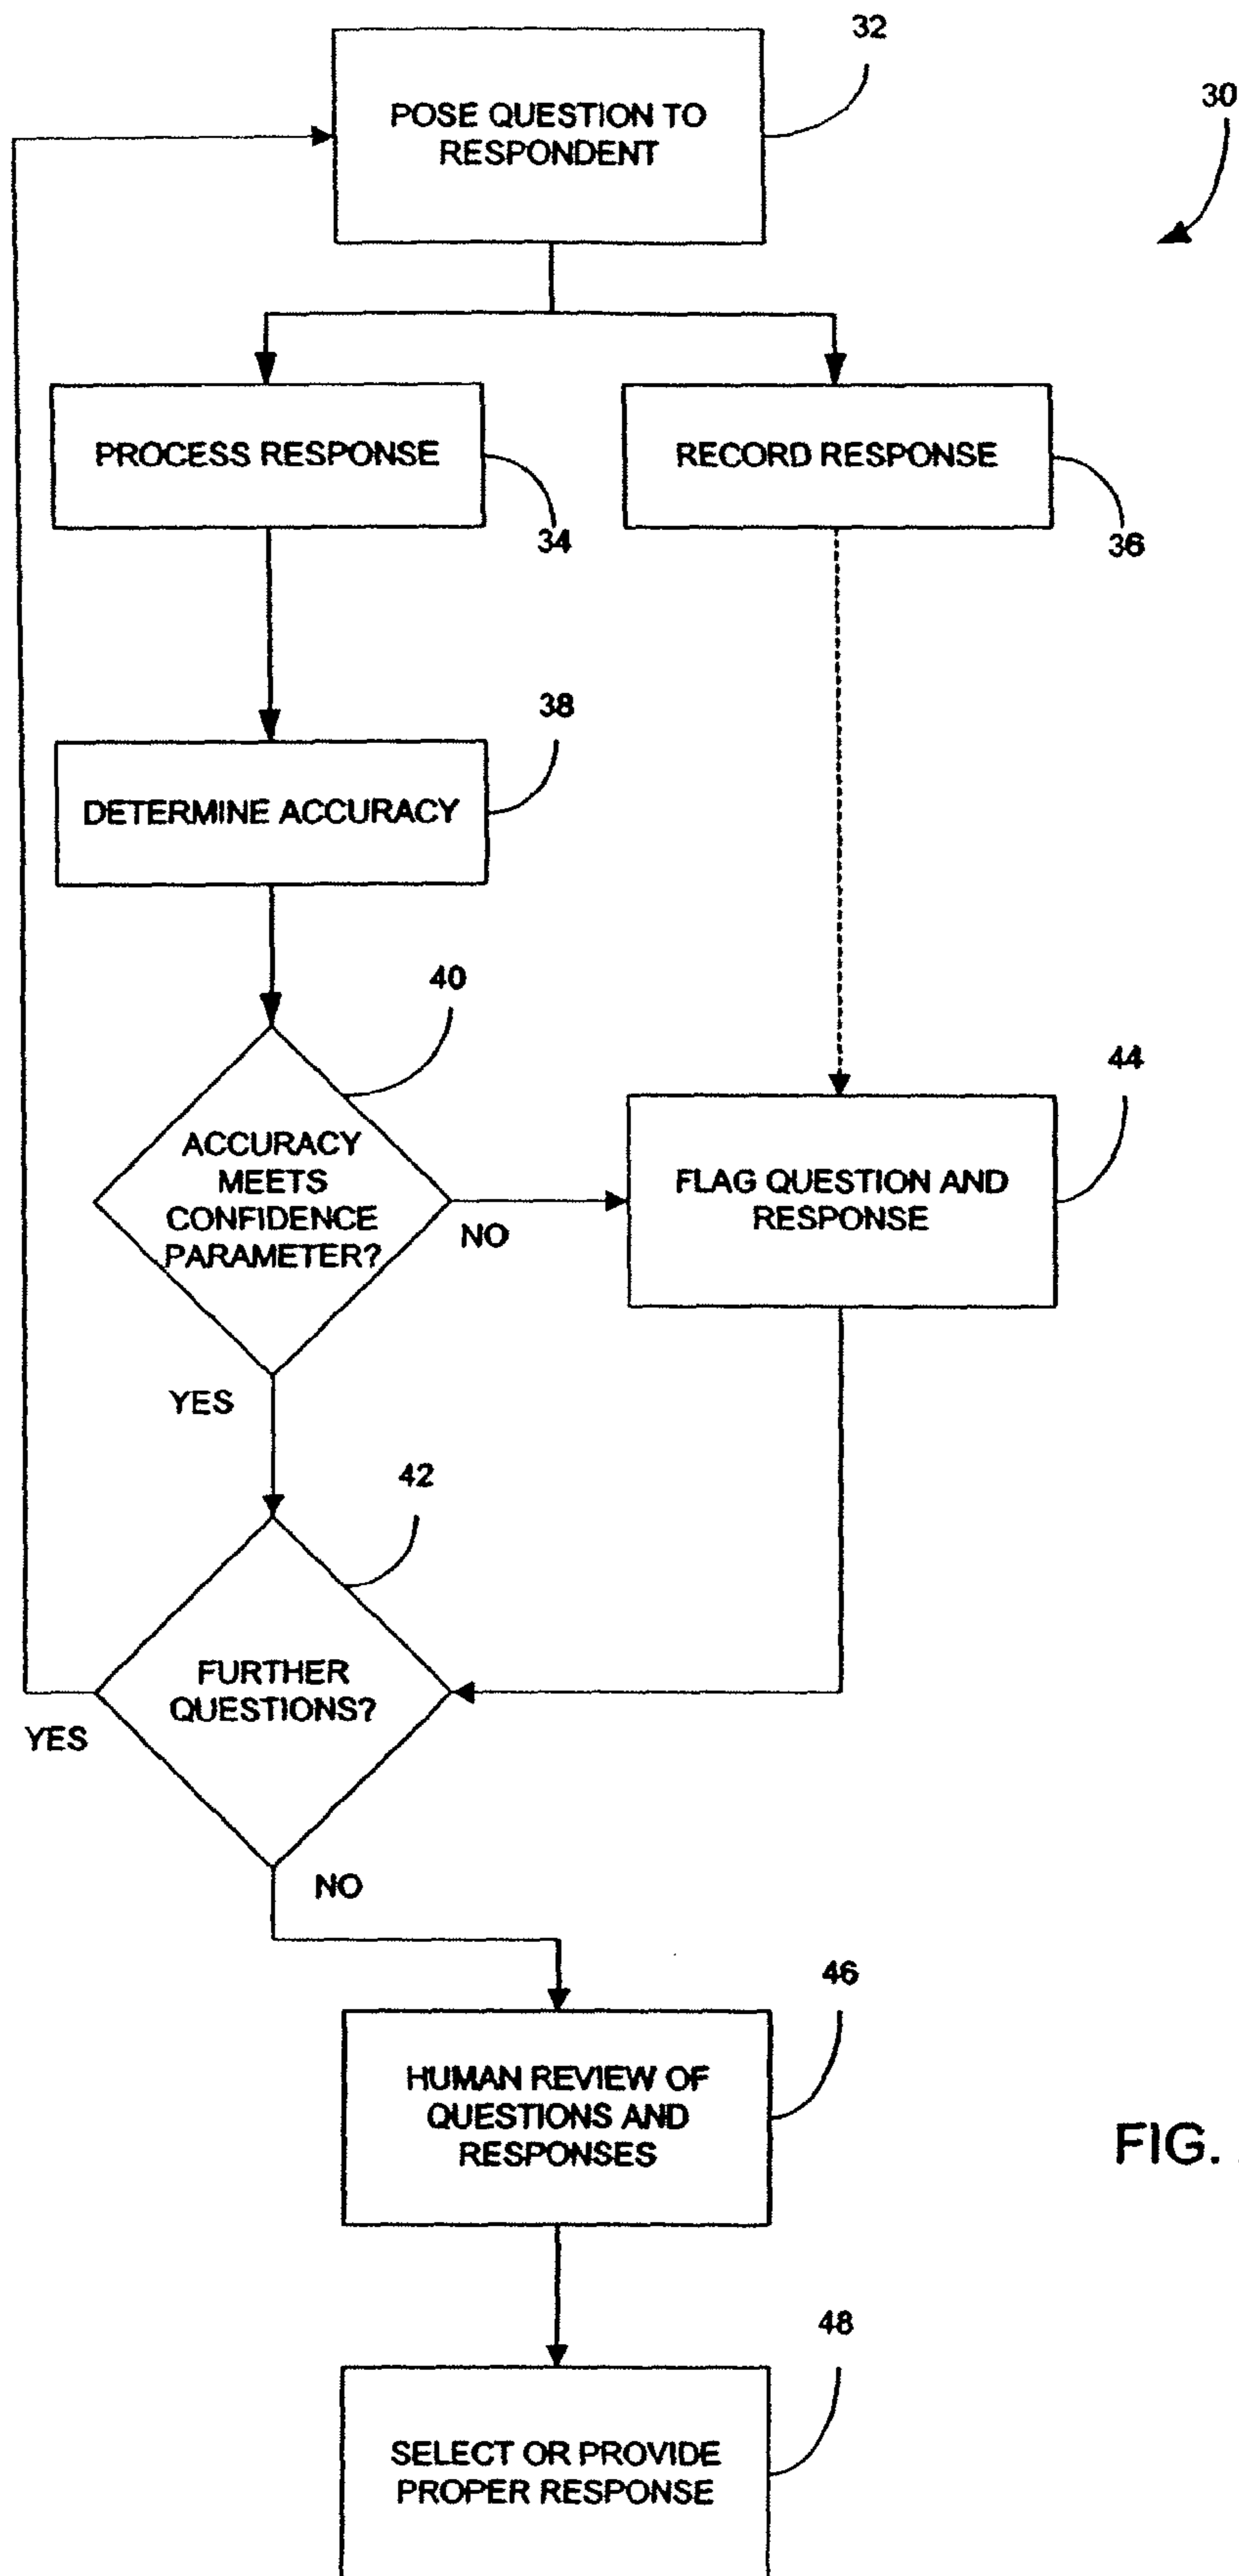 32
30
POSE QUESTION TO
RESPONDENT
PROCESS RESPONSE
RECORD RESPONSE
34
36
38
DETERMINE ACCURACY
40
44
ACCURACY
MEETS
CONFIDENCE
PARAMETER?
NO
FLAG QUESTION AND
RESPONSE
YES
42
FURTHER
QUESTIONS?
YES
NO
46
HUMAN REVIEW OF
QUESTIONS AND
RESPONSES
FIG.
48
SELECT OR PROVIDE
PROPER RESPONSE